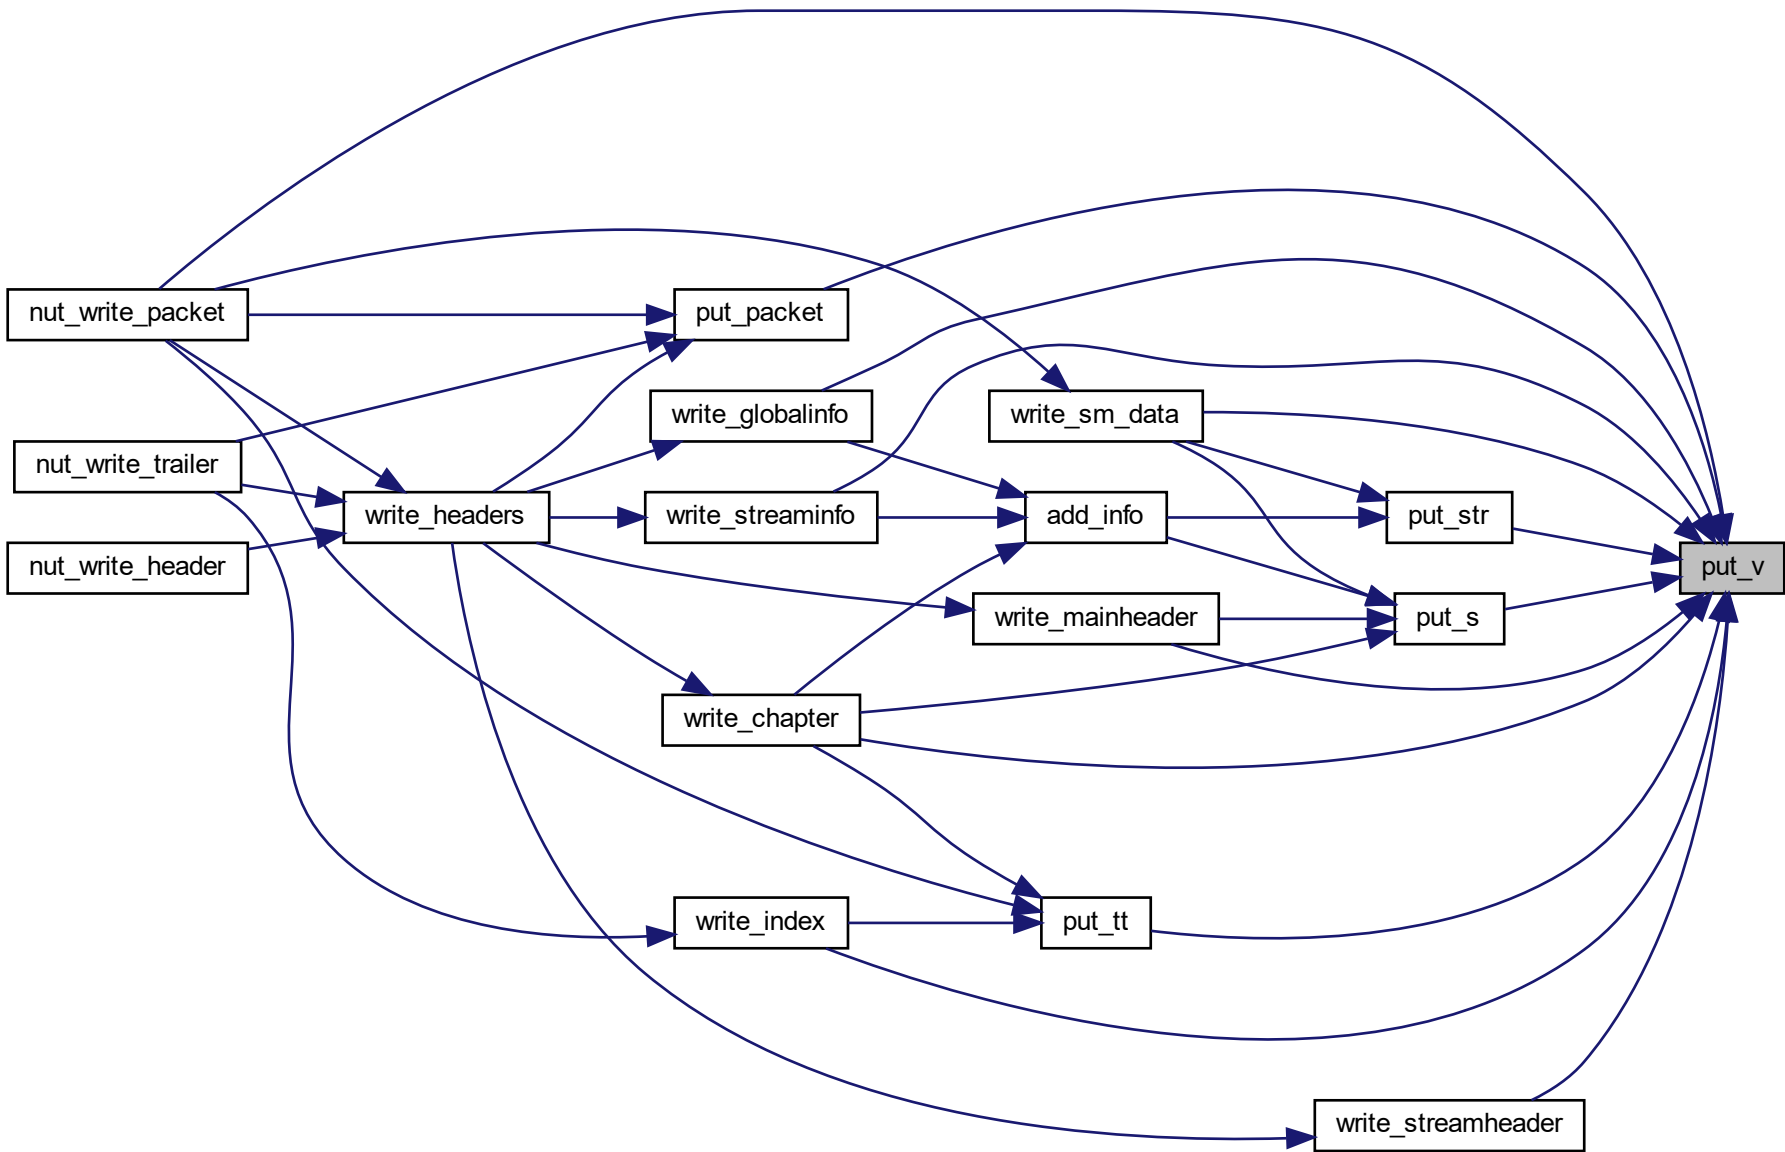 nut_write_packet
put_packet
write_globalinfo
write_sm_data
nut_write_trailer
write_headers
write_streaminfo
add_info
put_str
nut_write_header
put_v
write_mainheader
put_s
write_chapter
write_index
put_tt
write_streamheader